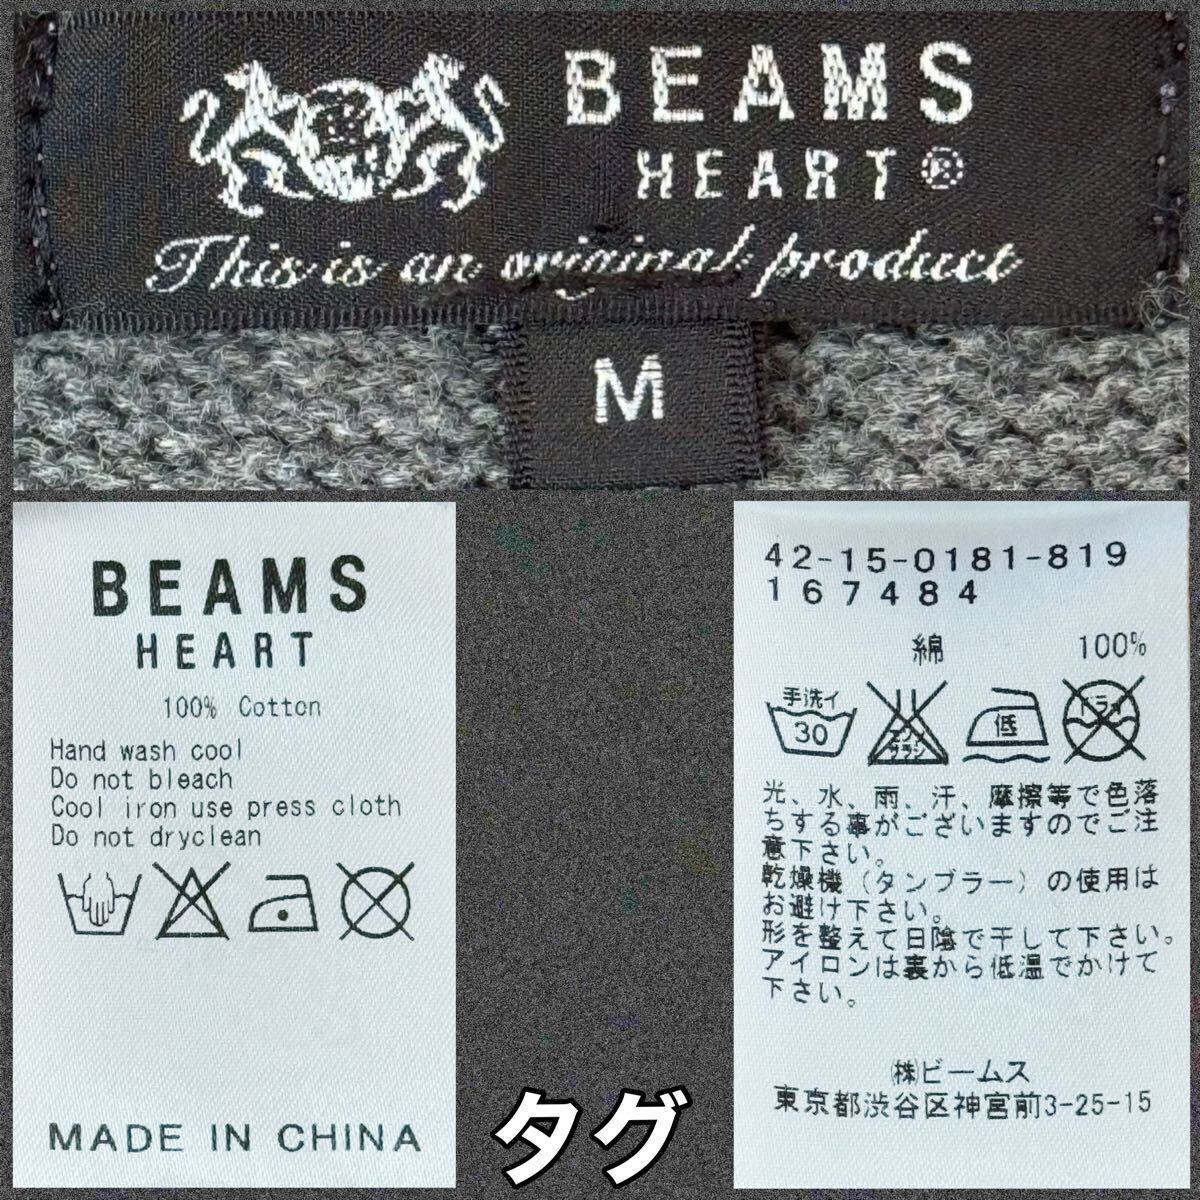 BEAMS
HEART®
This is an original product
M
BEAMS
HEART
100% Cotton
Hand wash cool
Do not bleach
Cool iron use press cloth
Do not dryclean
MADE IN CHINA
42-15-0181-819
167484
綿 100%
手洗イ
30
エンソ
サラシ
低
ドライ
光、水、雨、汗、摩擦等で色落
ちする事がございますのでご注
意下さい。
乾燥機(タンブラー)の使用は
お避け下さい。
形を整えて日陰で干して下さい。
アイロンは裏から低温でかけて
下さい。
㈱ビームス
東京都渋谷区神宮前3-25-15
タグ